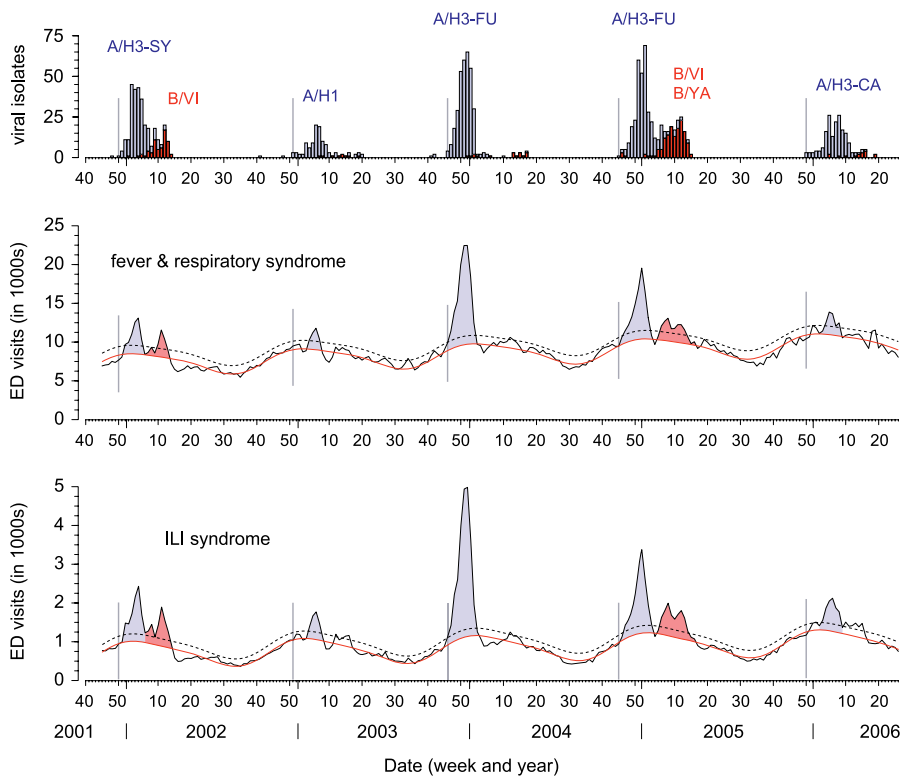 A/H3-FU A/H3-FU
A/H3-SY
B/VI
A/H1
B/VI
B/YA
A/H3-CA
viral isolates
75
50
25
0
40 50 10 20 30 40 50 10 20 30 40 50 10 20 30 40 50 10 20 30 40 50 10 20
fever & respiratory syndrome
ED visits (in 1000s)
25
20
15
10
5
0
40 50 10 20 30 40 50 10 20 30 40 50 10 20 30 40 50 10 20 30 40 50 10 20
ILI syndrome
ED visits (in 1000s)
5
4
3
2
1
0
40 50 10 20 30 40 50 10 20 30 40 50 10 20 30 40 50 10 20 30 40 50 10 20
2001 | 2002 | 2003 | 2004 | 2005 | 2006
Date (week and year)